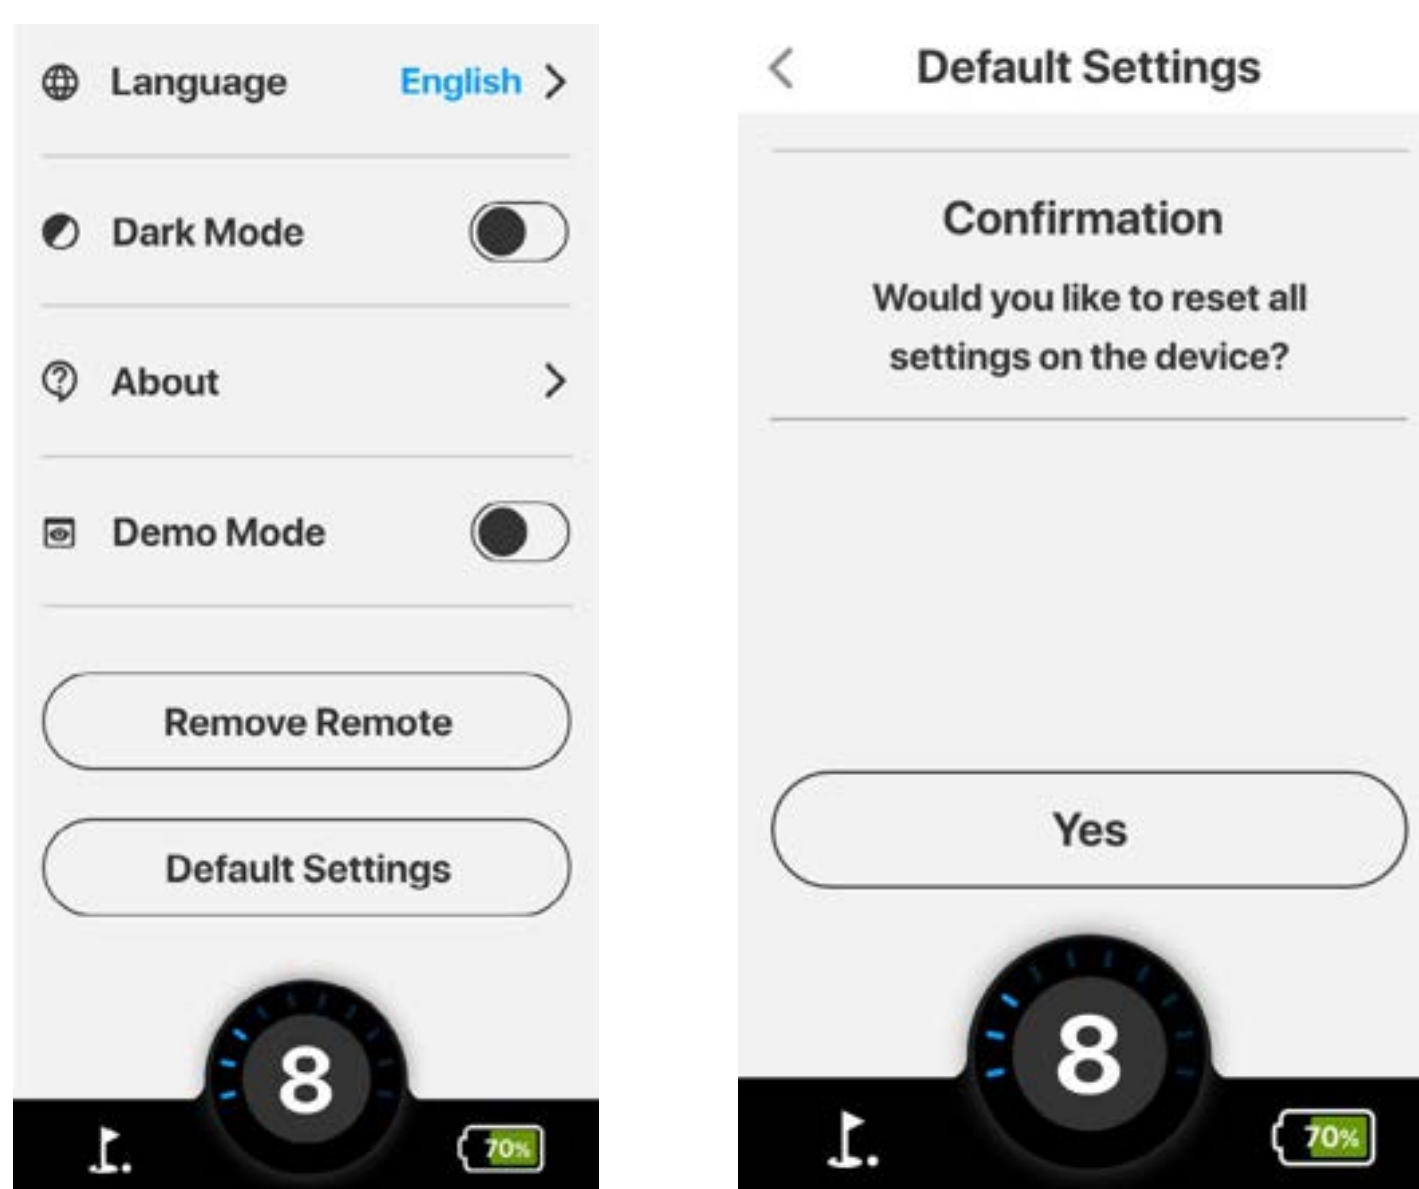 Language English
Dark Mode
About
Demo Mode
Remove Remote
Default Settings
8
70%
Default Settings
Confirmation
Would you like to reset all
settings on the device?
Yes
8
70%